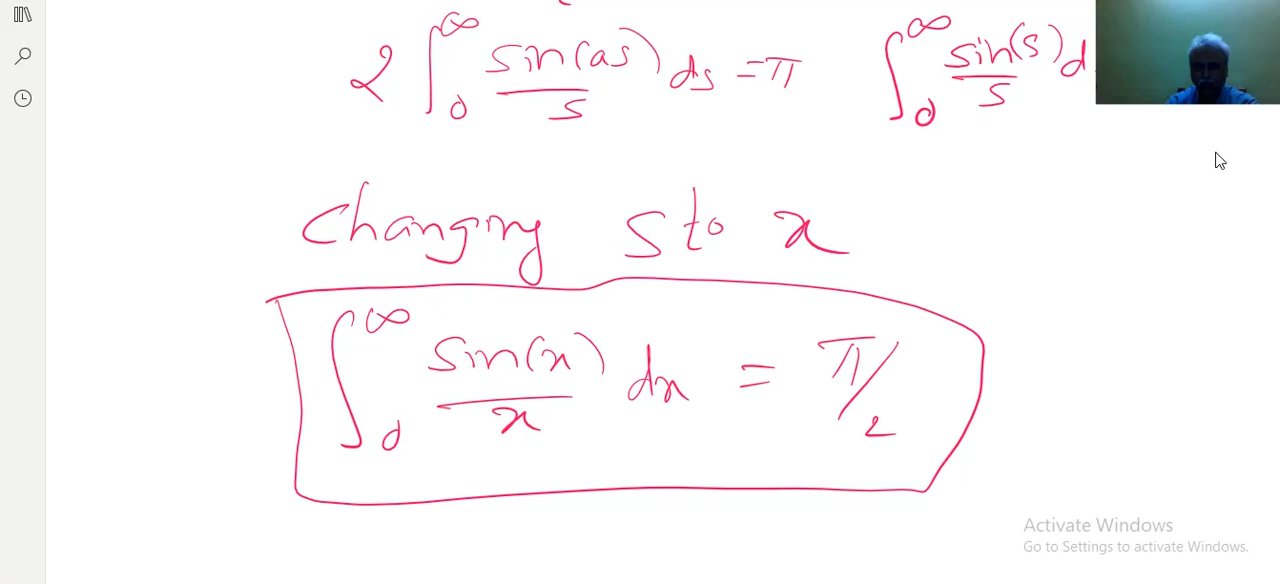 2 ∫₀^∞ sin(as)/s ds = π ∫₀^∞ sin(s)/s d
Changing s to x
∫₀^∞ sin(x)/x dx = π/2
Activate Windows
Go to Settings to activate Windows.